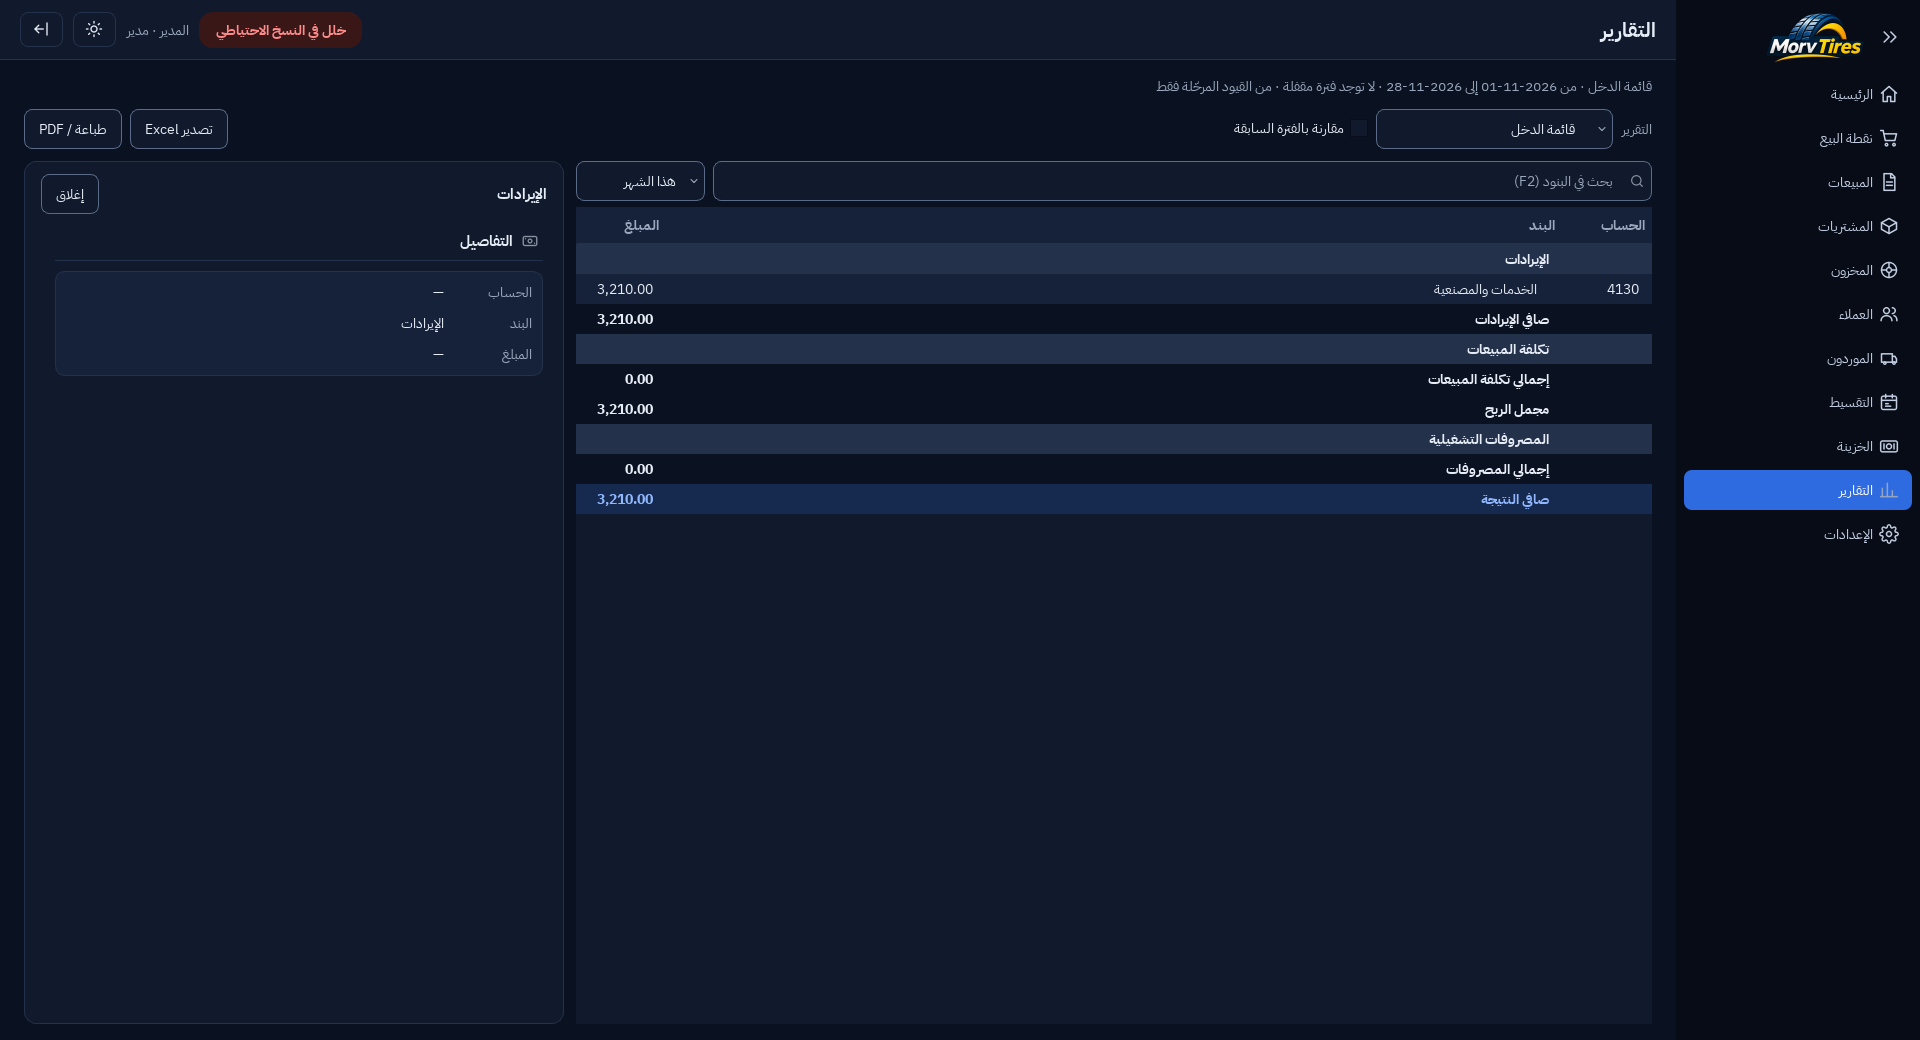 MorvTires
الرئيسية
نقطة البيع
المبيعات
المشتريات
المخزون
العملاء
الموردون
التقسيط
الخزينة
التقارير
الإعدادات
التقارير
خلل في النسخ الاحتياطي
المدير · مدير
قائمة الدخل · من 2026-11-01 إلى 2026-11-28 · لا توجد فترة مقفلة · من القيود المرحّلة فقط
التقرير
قائمة الدخل
مقارنة بالفترة السابقة
تصدير Excel
طباعة / PDF
بحث في البنود (F2)
هذا الشهر
الحساب البند المبلغ
الإيرادات
4130 الخدمات والمصنعية 3,210.00
صافي الإيرادات 3,210.00
تكلفة المبيعات
إجمالي تكلفة المبيعات 0.00
مجمل الربح 3,210.00
المصروفات التشغيلية
إجمالي المصروفات 0.00
صافي النتيجة 3,210.00
الإيرادات
إغلاق
التفاصيل
الحساب —
البند الإيرادات
المبلغ —